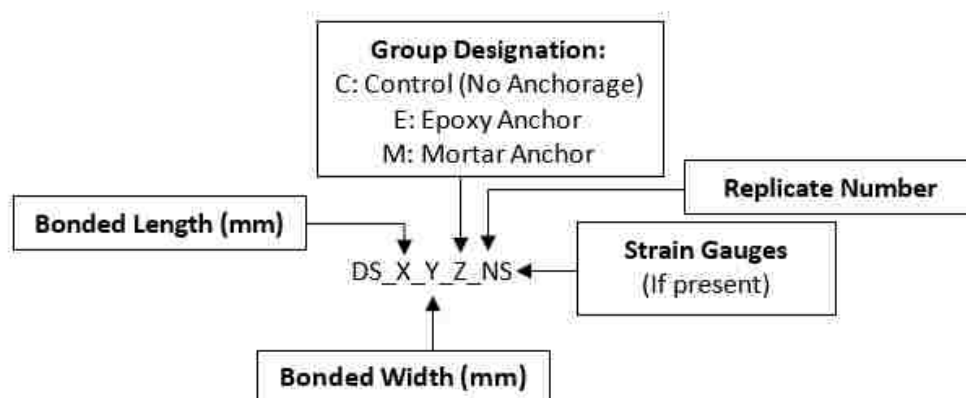 Group Designation:
C: Control (No Anchorage)
E: Epoxy Anchor
M: Mortar Anchor
Replicate Number
Bonded Length (mm)
Strain Gauges
(If present)
DS_X_Y_Z_NS
Bonded Width (mm)